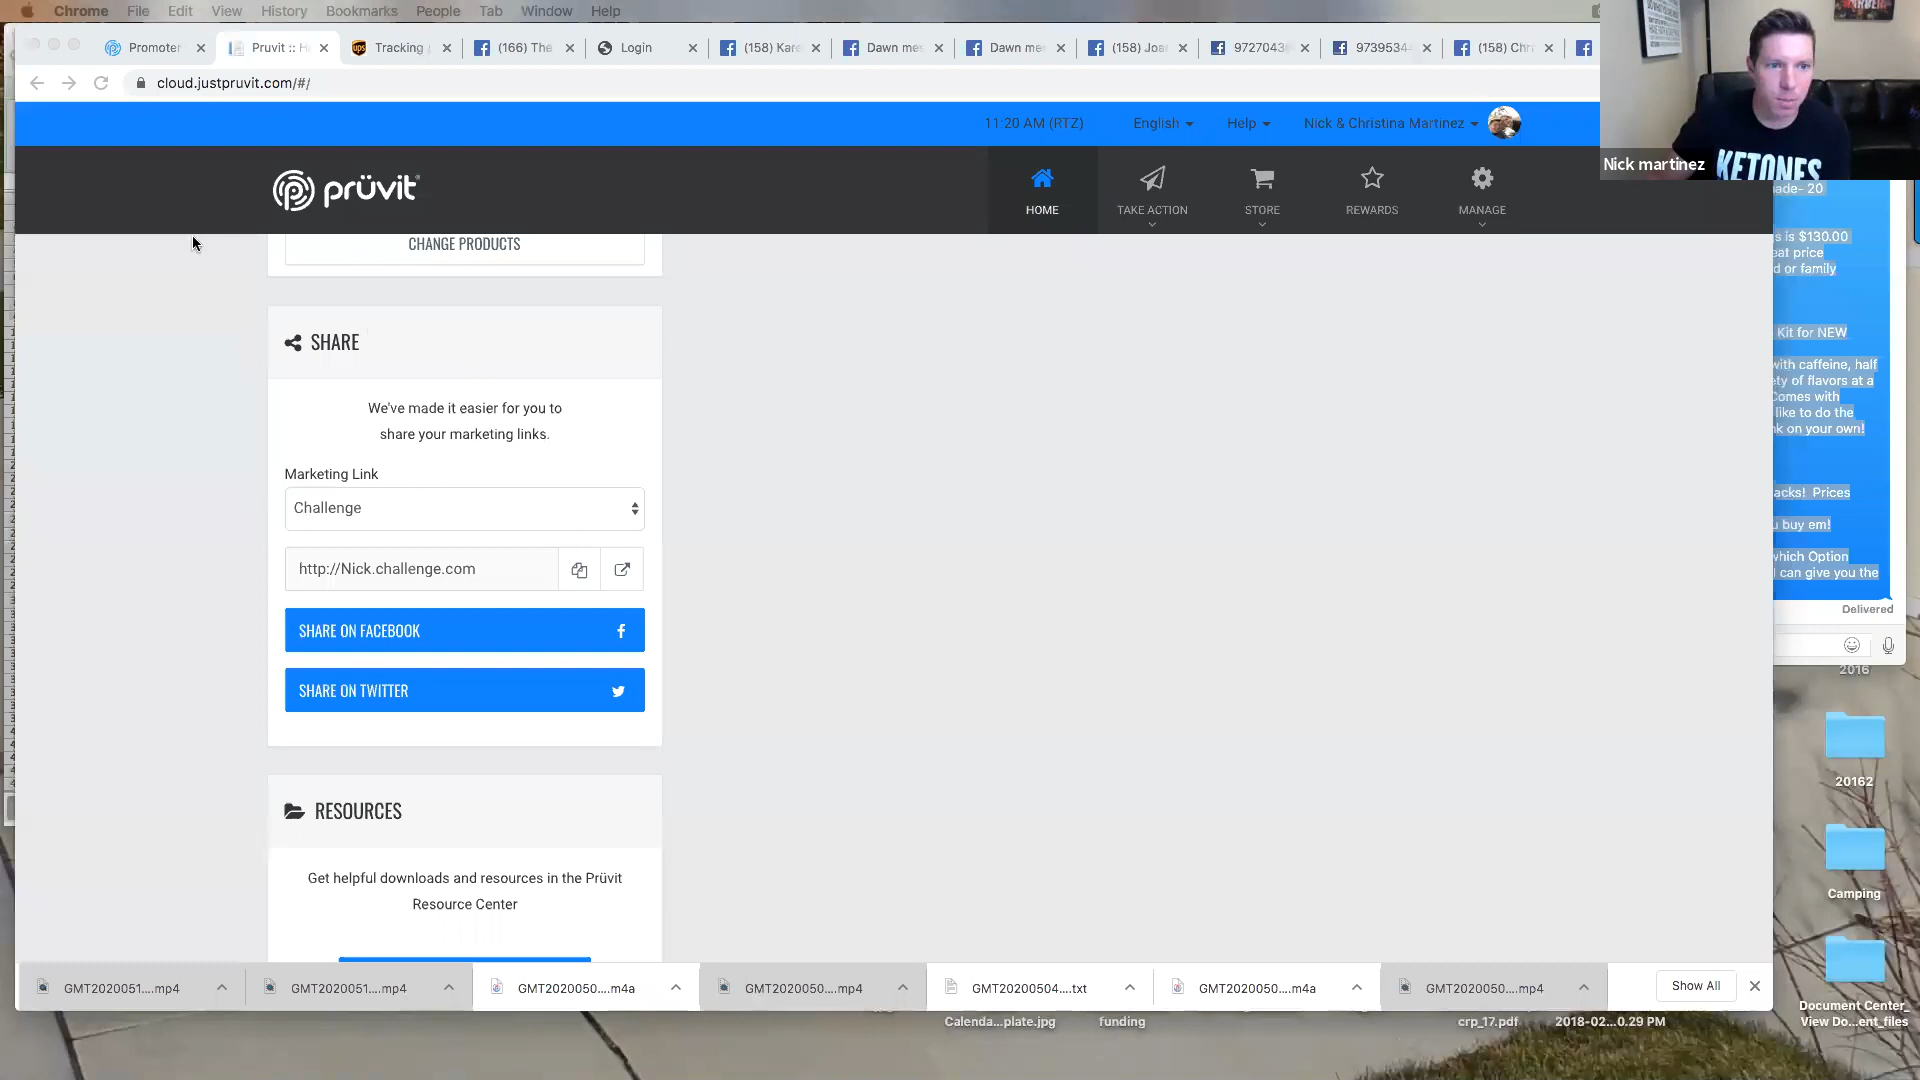 Chrome File Edit View History Bookmarks People Tab Window Help
Promoter
Pruvit :: H
Tracking
(166) The
Login
(158) Kare
Dawn me
Dawn me
(158) Joa
9727043
9739534
(158) Chr
cloud.justpruvit.com/#/
11:20 AM (RTZ)
English
Help
Nick & Christina Martinez
Nick martinez
KETONES
prüvit
HOME
TAKE ACTION
STORE
REWARDS
MANAGE
CHANGE PRODUCTS
SHARE
We've made it easier for you to
share your marketing links.
Marketing Link
Challenge
http://Nick.challenge.com
SHARE ON FACEBOOK
SHARE ON TWITTER
RESOURCES
Get helpful downloads and resources in the Prüvit
Resource Center
ade- 20
s is $130.00
eat price
d or family
Kit for NEW
with caffeine, half
ety of flavors at a
Comes with
like to do the
nk on your own!
acks! Prices
u buy em!
which Option
I can give you the
Delivered
2016
20162
Camping
Document Center_
View Do...ent_files
GMT2020051....mp4
GMT2020051....mp4
GMT2020050....m4a
GMT2020050....mp4
GMT20200504....txt
GMT2020050....m4a
GMT2020050....mp4
Show All
Calenda...plate.jpg
funding
crp_17.pdf
2018-02...0.29 PM